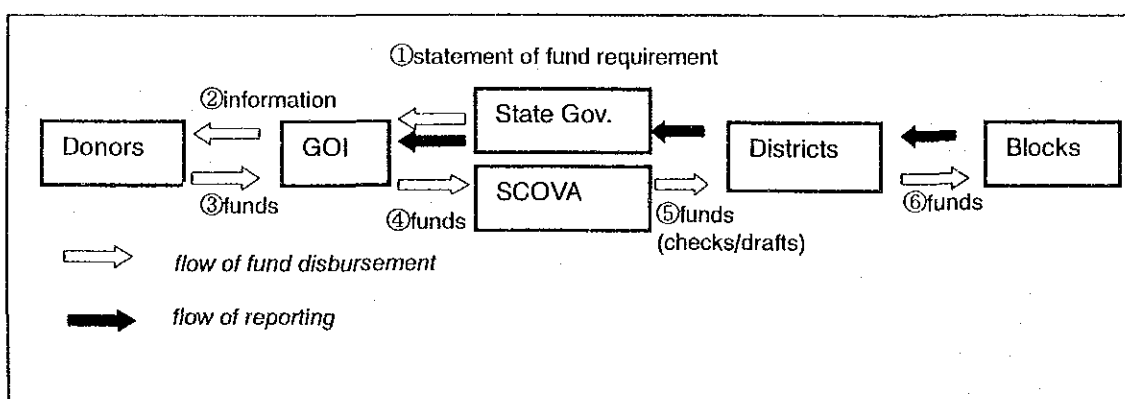 ①statement of fund requirement
②information
State Gov.
Donors
GOI
Districts
Blocks
SCOVA
③funds
④funds
⑤funds
(checks/drafts)
⑥funds
flow of fund disbursement
flow of reporting